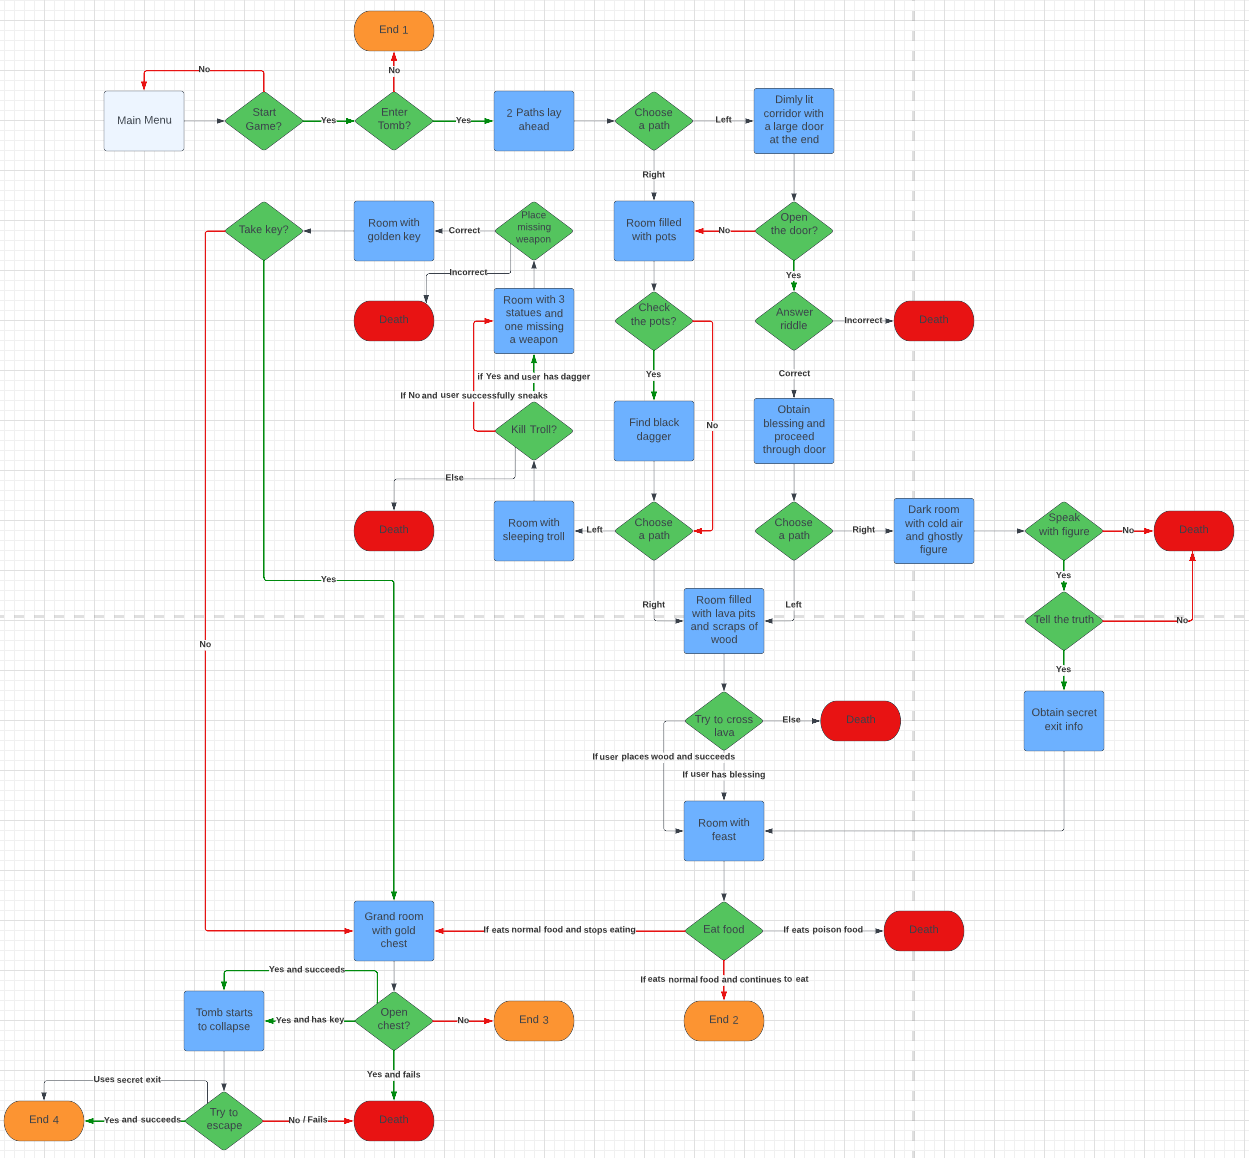 End 1
No
No
Main Menu
Start
Game?
Yes
Enter
Tomb?
Yes
2 Paths lay
ahead
Choose
a path
Left
Dimly lit
corridor with
a large door
at the end
Right
Take key?
Room with
golden key
Correct
Place
missing
weapon
Room filled
with pots
No
Open
the door?
Incorrect
Yes
Death
Room with 3
statues and
one missing
a weapon
Check
the pots?
Answer
riddle
Incorrect
Death
if Yes and user has dagger
Yes
Correct
If No and user successfully sneaks
Kill Troll?
Find black
dagger
No
Obtain
blessing and
proceed
through door
Else
Death
Room with
sleeping troll
Left
Choose
a path
Choose
a path
Right
Dark room
with cold air
and ghostly
figure
Speak
with figure
No
Death
Yes
Yes
Right
Room filled
with lava pits
and scraps of
wood
Left
Tell the truth
No
No
Yes
Try to cross
lava
Else
Death
Obtain secret
exit info
If user places wood and succeeds
If user has blessing
Room with
feast
Grand room
with gold
chest
If eats normal food and stops eating
Eat food
If eats poison food
Death
Yes and succeeds
If eats normal food and continues to eat
Tomb starts
to collapse
Yes and has key
Open
chest?
No
End 3
End 2
Yes and fails
Uses secret exit
End 4
Yes and succeeds
Try to
escape
No / Fails
Death